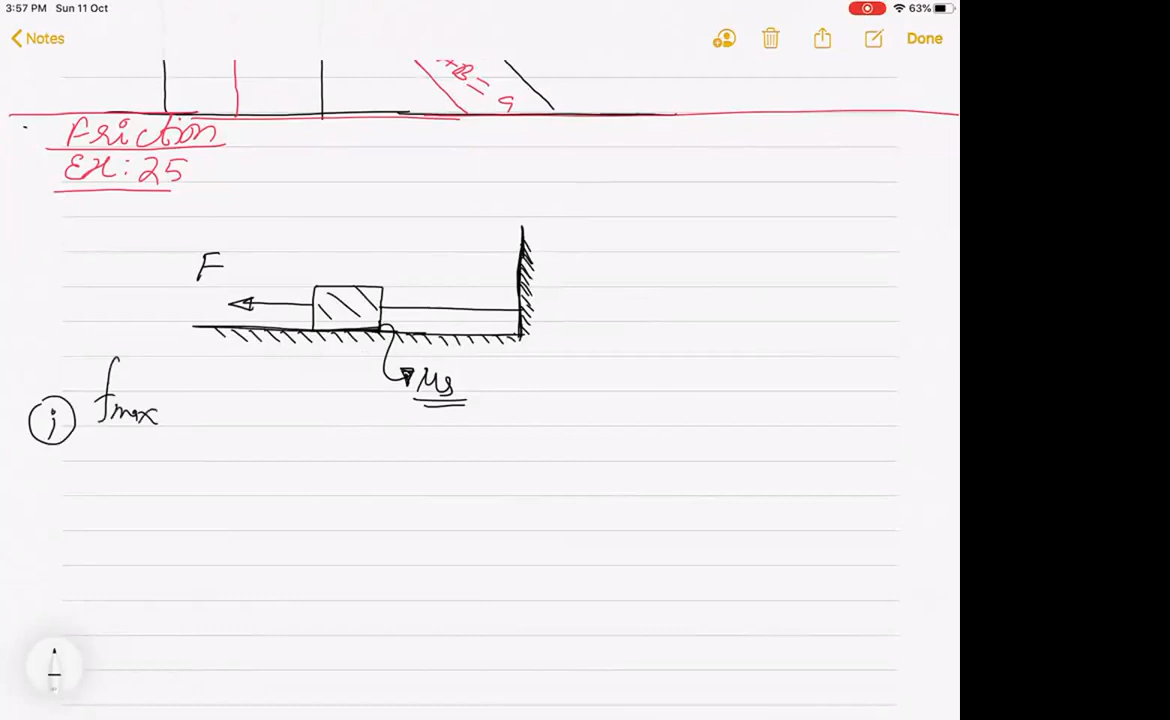 3:57 PM Sun 11 Oct
63%
Notes
Done
Friction
EX: 25
F
μs
i fmax